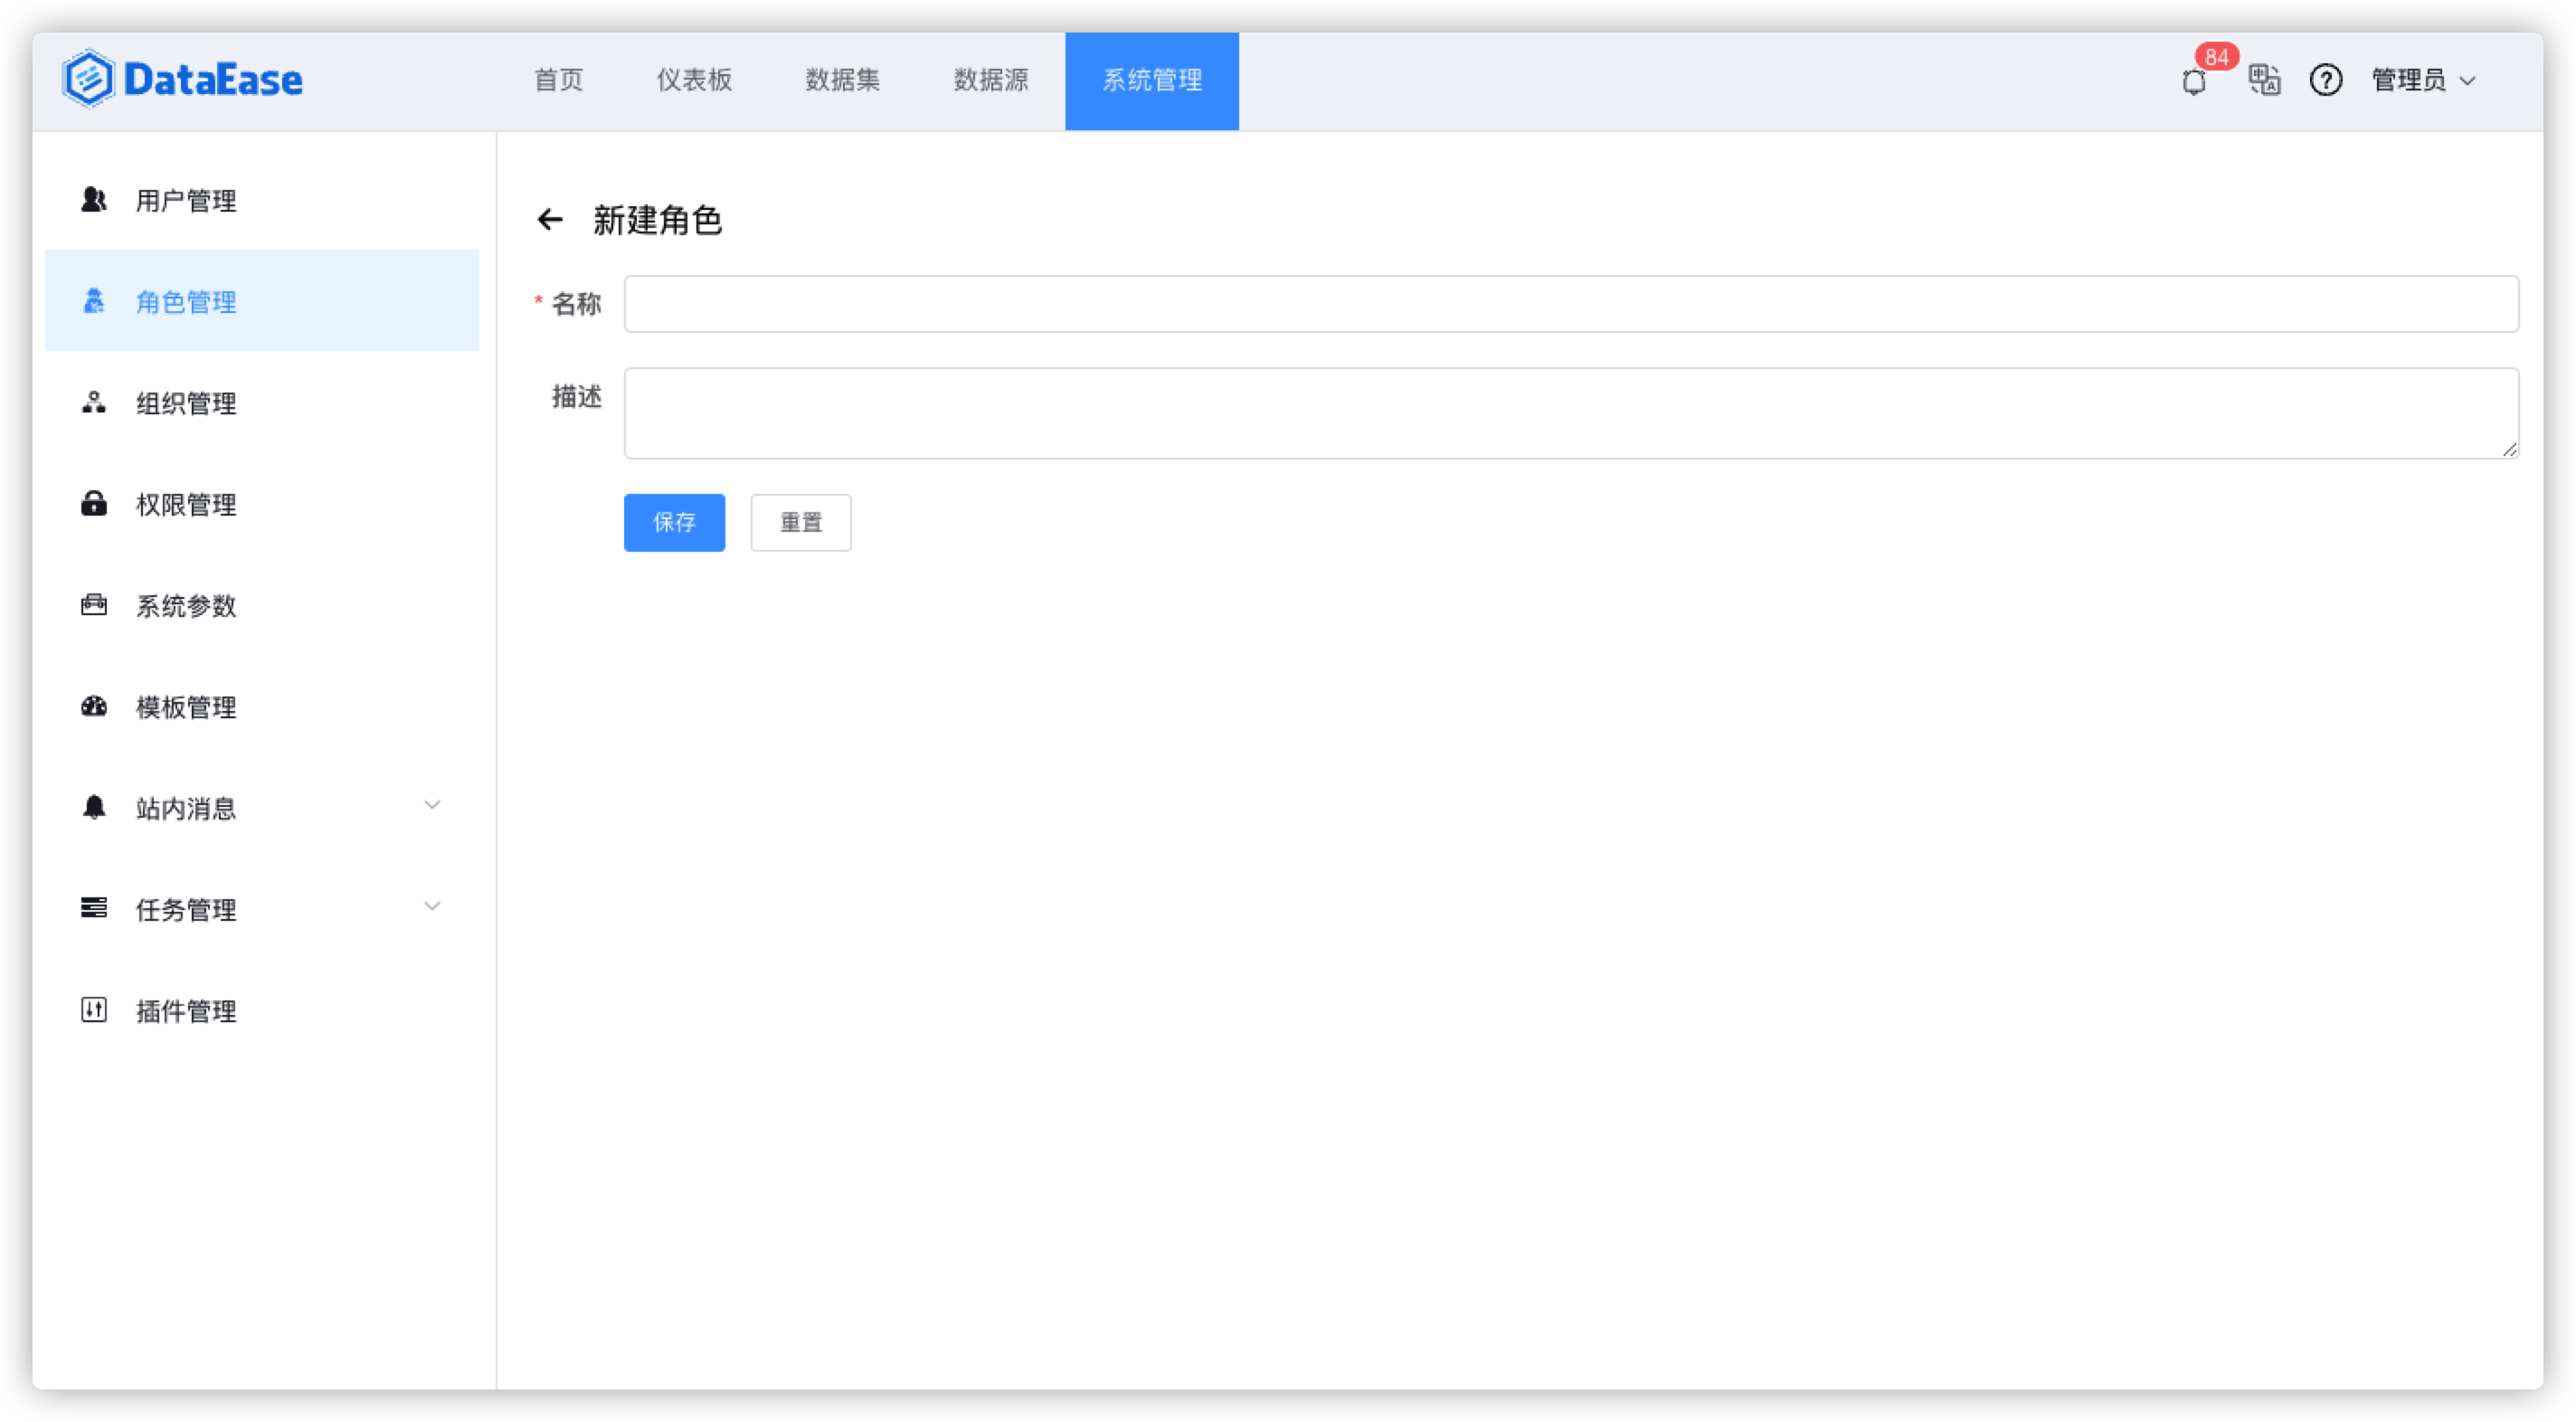 DataEase 首页 仪表板 数据集 数据源 系统管理 84 管理员
用户管理
角色管理
组织管理
权限管理
系统参数
模板管理
站内消息
任务管理
插件管理
新建角色
* 名称
描述
保存 重置